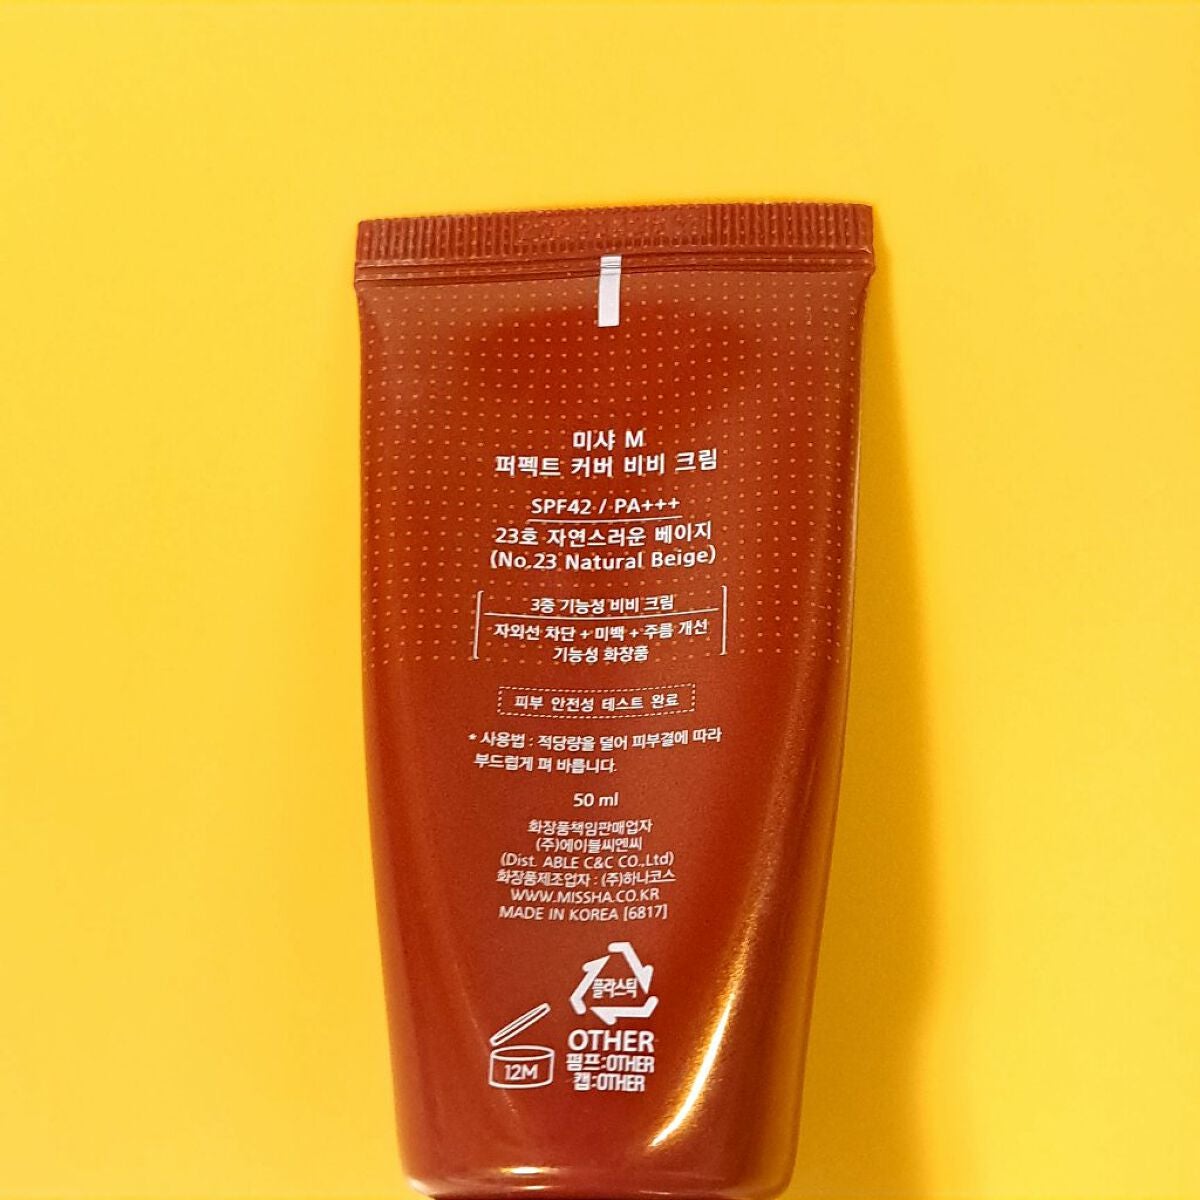 미샤 M
퍼펙트 커버 비비 크림
SPF42 / PA+++
23호 자연스러운 베이지
(No.23 Natural Beige)
3중 기능성 비비 크림
자외선 차단 + 미백 + 주름 개선
기능성 화장품
피부 안전성 테스트 완료
* 사용법 : 적당량을 덜어 피부결에 따라
부드럽게 펴 바릅니다.
50 ml
화장품책임판매업자
(주)에이블씨엔씨
(Dist. ABLE C&C CO.,Ltd)
화장품제조업자 : (주)하나코스
WWW.MISSHA.CO.KR
MADE IN KOREA [6817]
플라스틱
OTHER
펌프:OTHER
캡:OTHER
12M